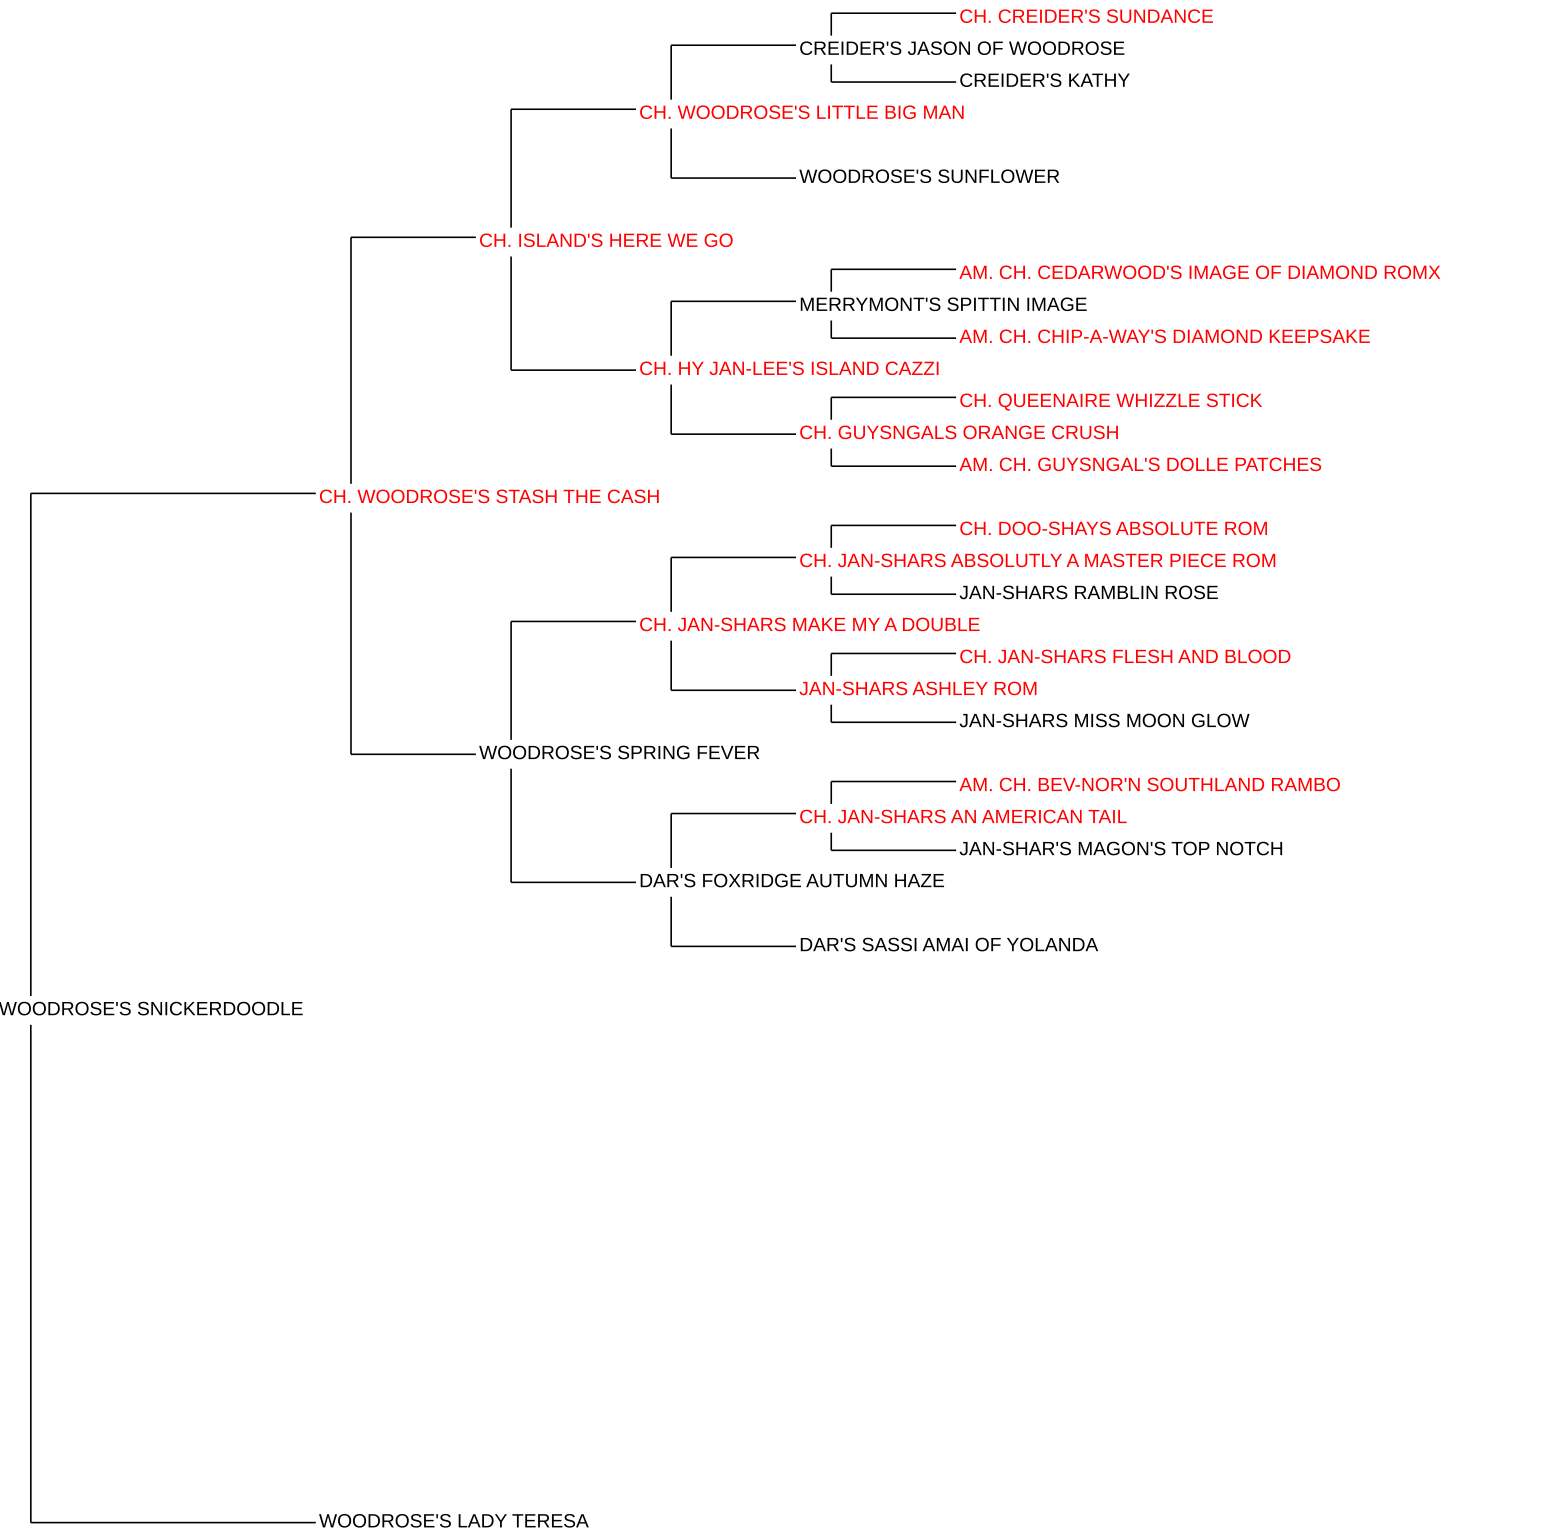 CH. CREIDER'S SUNDANCE
CREIDER'S JASON OF WOODROSE
CREIDER'S KATHY
CH. WOODROSE'S LITTLE BIG MAN
WOODROSE'S SUNFLOWER
CH. ISLAND'S HERE WE GO
AM. CH. CEDARWOOD'S IMAGE OF DIAMOND ROMX
MERRYMONT'S SPITTIN IMAGE
AM. CH. CHIP-A-WAY'S DIAMOND KEEPSAKE
CH. HY JAN-LEE'S ISLAND CAZZI
CH. QUEENAIRE WHIZZLE STICK
CH. GUYSNGALS ORANGE CRUSH
AM. CH. GUYSNGAL'S DOLLE PATCHES
CH. WOODROSE'S STASH THE CASH
CH. DOO-SHAYS ABSOLUTE ROM
CH. JAN-SHARS ABSOLUTLY A MASTER PIECE ROM
JAN-SHARS RAMBLIN ROSE
CH. JAN-SHARS MAKE MY A DOUBLE
CH. JAN-SHARS FLESH AND BLOOD
JAN-SHARS ASHLEY ROM
JAN-SHARS MISS MOON GLOW
WOODROSE'S SPRING FEVER
AM. CH. BEV-NOR'N SOUTHLAND RAMBO
CH. JAN-SHARS AN AMERICAN TAIL
JAN-SHAR'S MAGON'S TOP NOTCH
DAR'S FOXRIDGE AUTUMN HAZE
DAR'S SASSI AMAI OF YOLANDA
WOODROSE'S SNICKERDOODLE
WOODROSE'S LADY TERESA